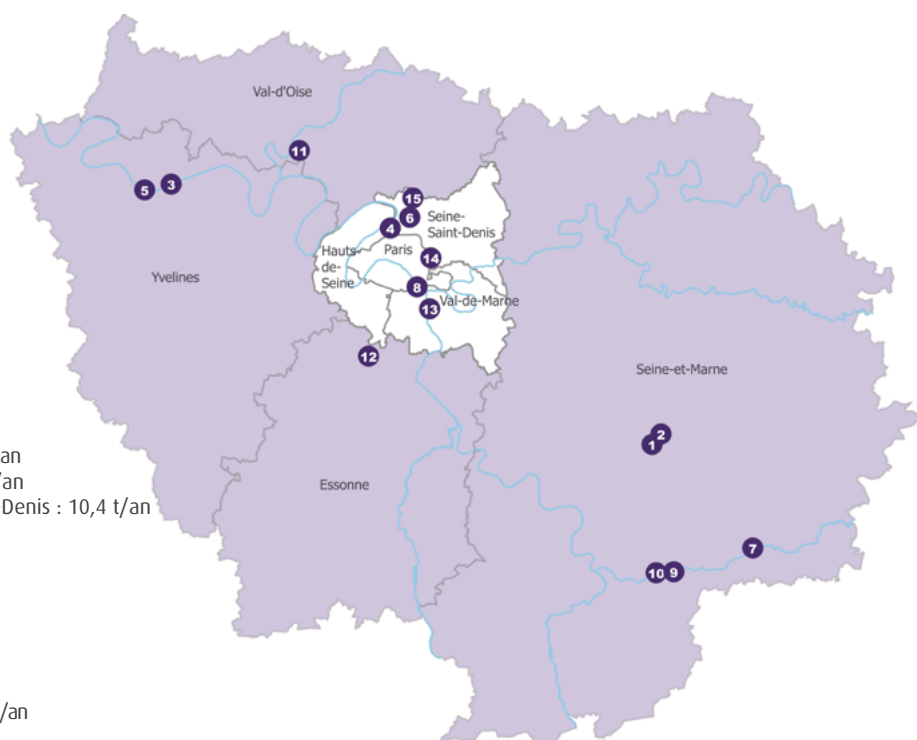 Val-d'Oise
11
5
3
15
6
4
Seine-
Saint-Denis
Paris
Hauts-
de-
Seine
14
Yvelines
8
Val-de-Marne
13
12
Seine-et-Marne
2
1
/an
/an
Denis : 10,4 t/an
Essonne
7
10
9
/an